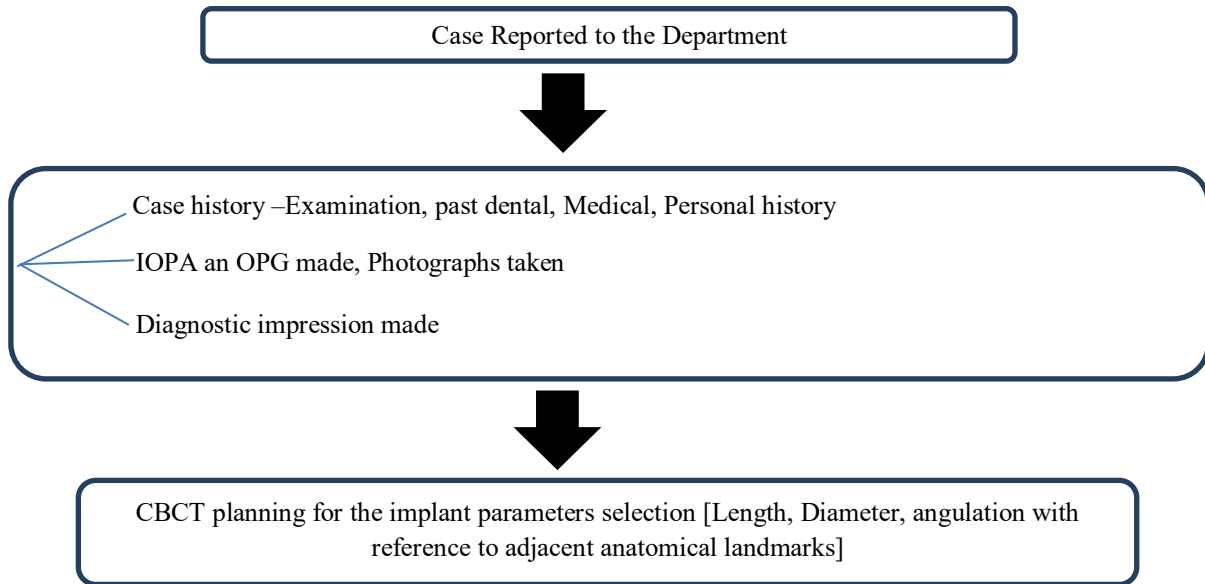 Case Reported to the Department
Case history –Examination, past dental, Medical, Personal history
IOPA an OPG made, Photographs taken
Diagnostic impression made
CBCT planning for the implant parameters selection [Length, Diameter, angulation with
reference to adjacent anatomical landmarks]